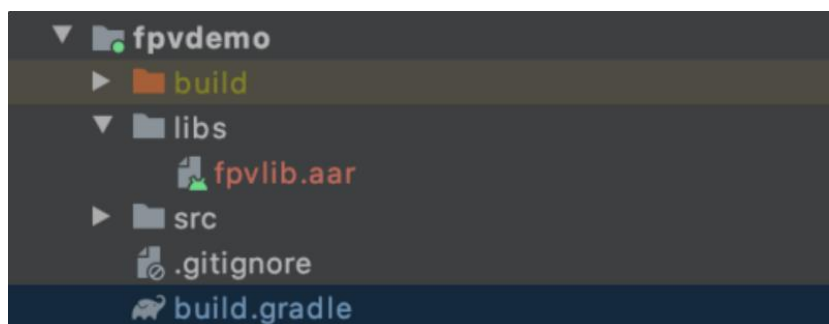 fpvdemo
build
libs
fpvlib.aar
src
.gitignore
build.gradle